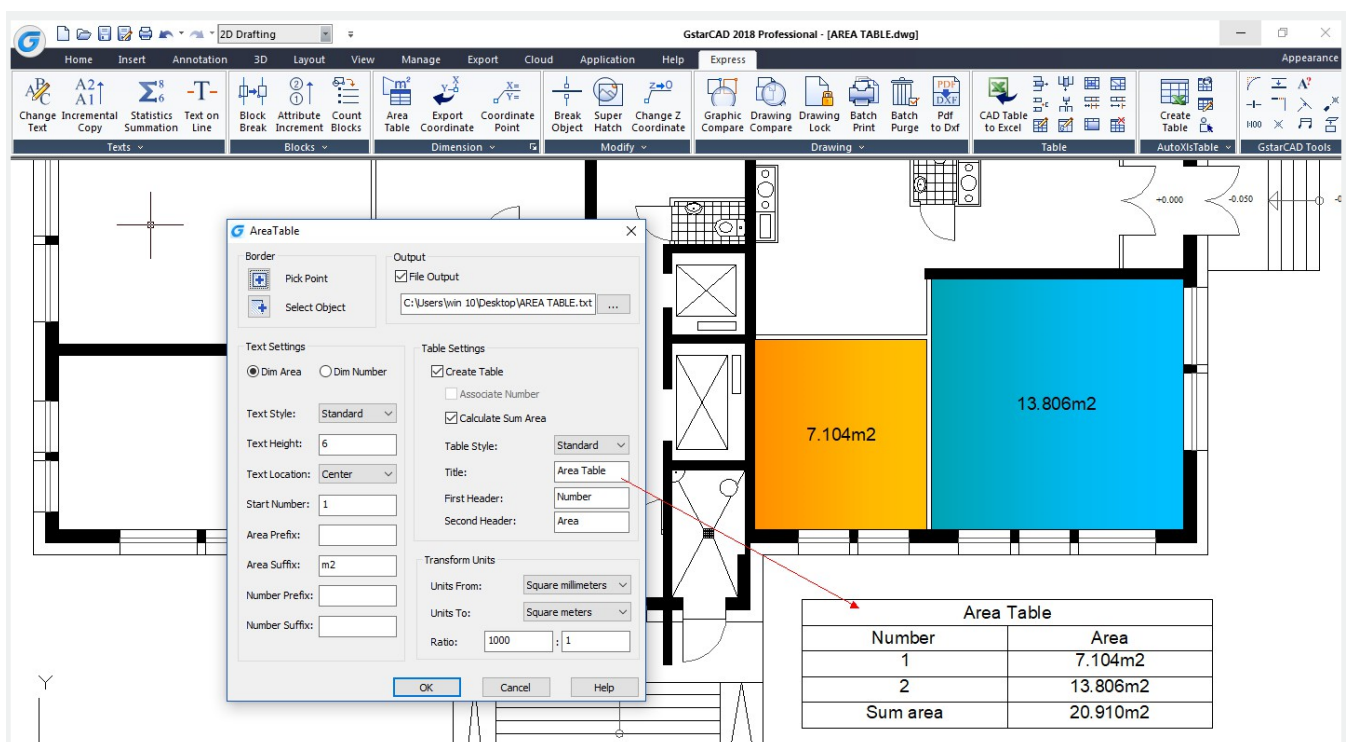 2D Drafting
GstarCAD 2018 Professional - [AREA TABLE.dwg]
Home Insert Annotation 3D Layout View Manage Export Cloud Application Help Express Appearance
Change Text
Incremental Copy
Statistics Summation
Text on Line
Block Break
Attribute Increment
Count Blocks
Area Table
Export Coordinate
Coordinate Point
Break Object
Super Hatch
Change Z Coordinate
Graphic Compare
Drawing Compare
Drawing Lock
Batch Print
Batch Purge
Pdf to Dxf
CAD Table to Excel
Create Table
Texts
Blocks
Dimension
Modify
Drawing
Table
AutoXlsTable
GstarCAD Tools
+0.000
-0.050
AreaTable
Border
Pick Point
Select Object
Output
File Output
C:\Users\win 10\Desktop\AREA TABLE.txt ...
Text Settings
Dim Area Dim Number
Text Style: Standard
Text Height: 6
Text Location: Center
Start Number: 1
Area Prefix:
Area Suffix: m2
Number Prefix:
Number Suffix:
Table Settings
Create Table
Associate Number
Calculate Sum Area
Table Style: Standard
Title: Area Table
First Header: Number
Second Header: Area
Transform Units
Units From: Square millimeters
Units To: Square meters
Ratio: 1000 : 1
OK Cancel Help
7.104m2
13.806m2
Area Table
Number Area
1 7.104m2
2 13.806m2
Sum area 20.910m2
Y